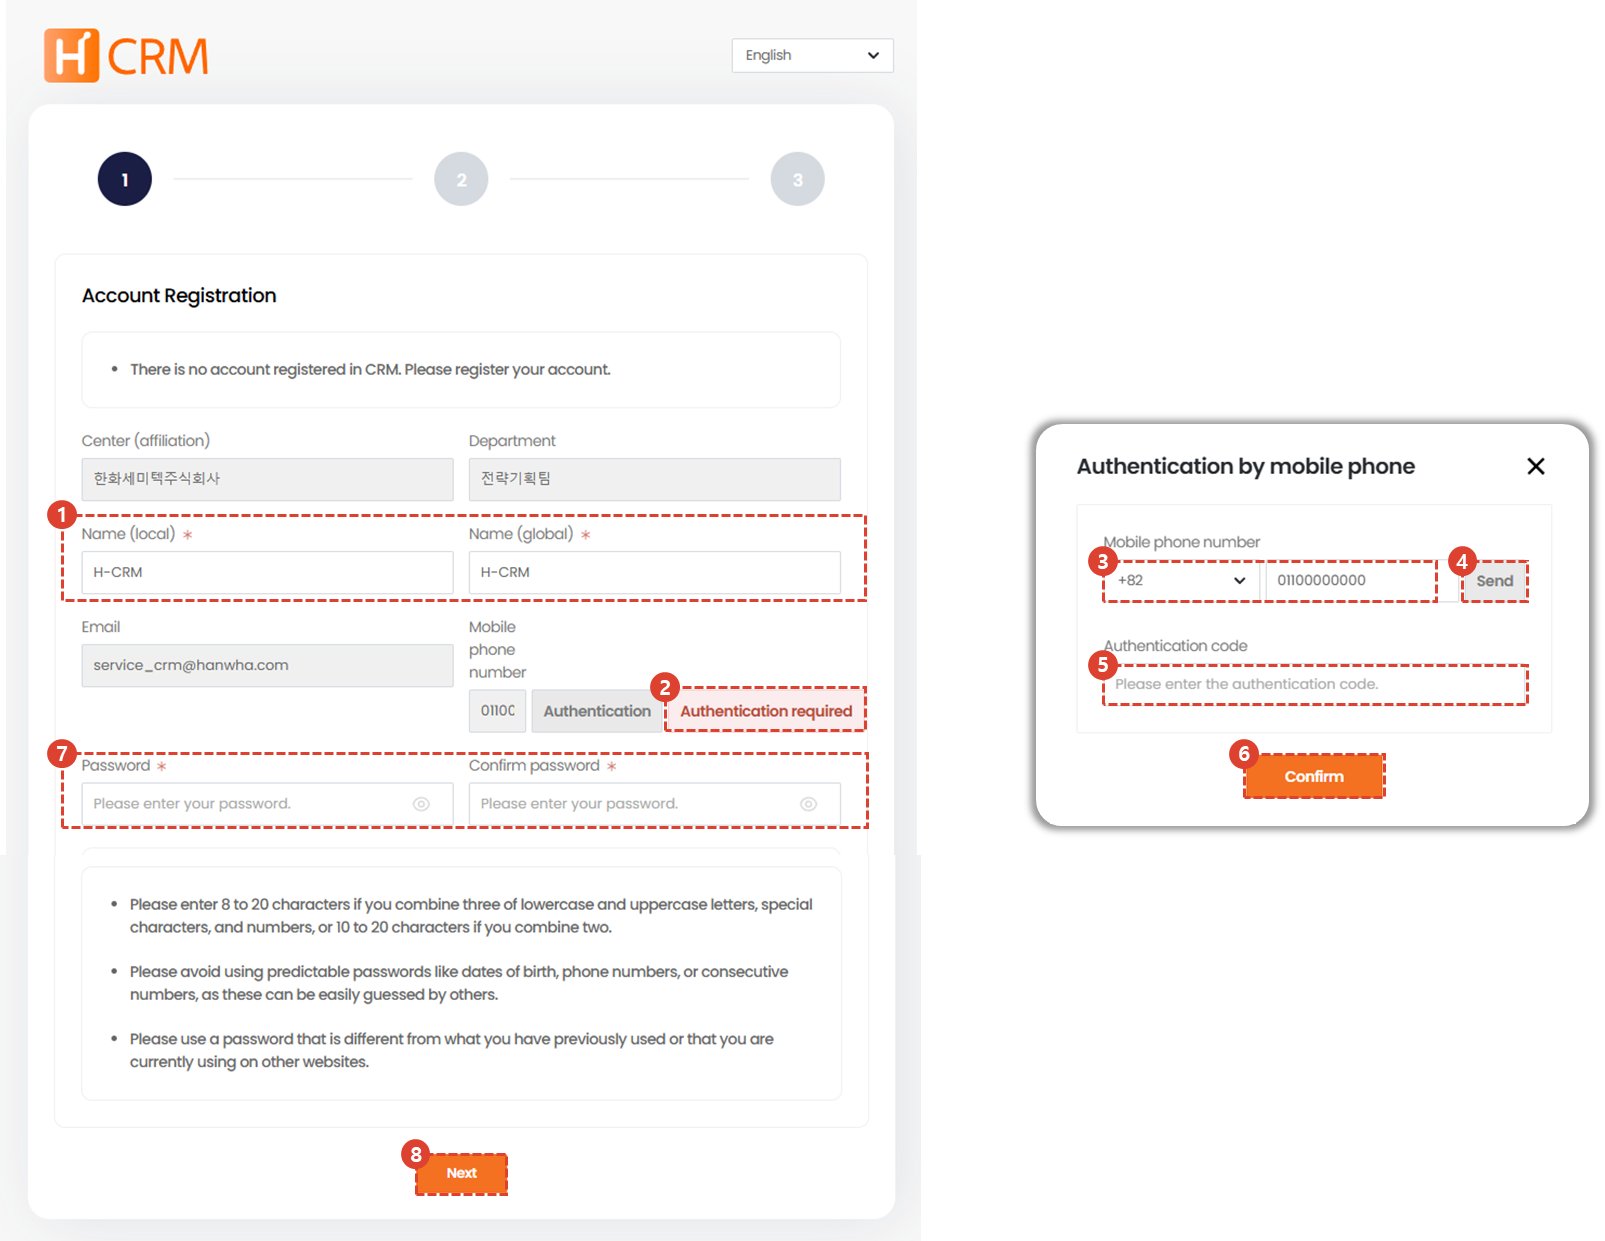 H CRM
English
1
2
3
Account Registration
• There is no account registered in CRM. Please register your account.
Center (affiliation)
Department
한화세미텍주식회사
전략기획팀
1
Name (local) *
Name (global) *
H-CRM
H-CRM
Email
Mobile
phone
number
service_crm@hanwha.com
0110C
Authentication
2
Authentication required
7
Password *
Confirm password *
Please enter your password.
Please enter your password.
• Please enter 8 to 20 characters if you combine three of lowercase and uppercase letters, special
characters, and numbers, or 10 to 20 characters if you combine two.
• Please avoid using predictable passwords like dates of birth, phone numbers, or consecutive
numbers, as these can be easily guessed by others.
• Please use a password that is different from what you have previously used or that you are
currently using on other websites.
8
Next
Authentication by mobile phone
Mobile phone number
3
+82
01100000000
4
Send
Authentication code
5
Please enter the authentication code.
6
Confirm